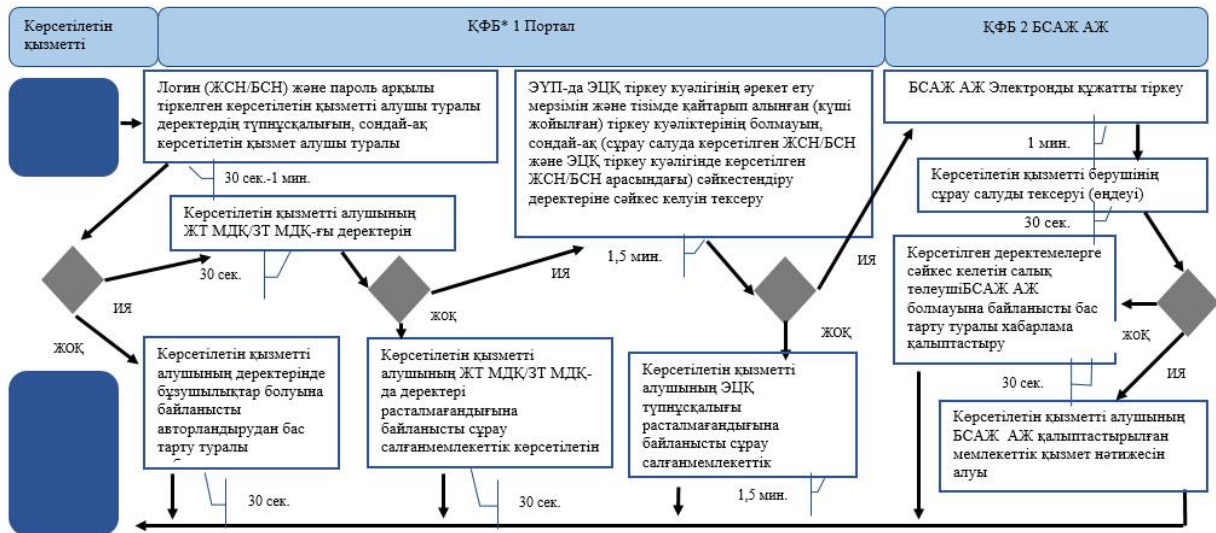 Көрсетілетін
қызметті
ҚФБ* 1 Портал
ҚФБ 2 БСАЖ АЖ
Логин (ЖСН/БСН) және пароль арқылы
тіркелген көрсетілетін қызметті алушы туралы
деректердің түпнұсқалығын, сондай-ақ
көрсетілетін қызмет алушы туралы
30 сек.-1 мин.
ЭҮП-да ЭЦҚ тіркеу куәлігінің әрекет ету
мерзімін және тізімде қайтарып алынған (күші
жойылған) тіркеу куәліктерінің болмауын,
сондай-ақ (сұрау салуда көрсетілген ЖСН/БСН
және ЭЦҚ тіркеу куәлігінде көрсетілген
ЖСН/БСН арасындағы) сәйкестендіру
деректеріне сәйкес келуін тексеру
1,5 мин.
БСАЖ АЖ Электронды құжатты тіркеу
1 мин.
Көрсетілетін қызметті берушінің
сұрау салуды тексеруі (өңдеуі)
30 сек.
Көрсетілетін қызметті алушының
ЖТ МДҚ/ЗТ МДҚ-ғы деректерін
30 сек.
ИЯ
ЖОҚ
ИЯ
ЖОҚ
ИЯ
ЖОҚ
Көрсетілген деректемелерге
сәйкес келетін салық
төлеушіБСАЖ АЖ
болмауына байланысты бас
тарту туралы хабарлама
қалыптастыру
ЖОҚ
ИЯ
30 сек.
Көрсетілетін қызметті
алушының деректерінде
бұзушылықтар болуына
байланысты
авторландырудан бас
тарту туралы
30 сек.
Көрсетілетін қызметті
алушының ЖТ МДҚ/ЗТ МДҚ-
да деректері
расталмағандығына
байланысты сұрау
салғанмемлекеттік көрсетілетін
30 сек.
Көрсетілетін қызметті
алушының ЭЦҚ
түпнұсқалығы
расталмағандығына
байланысты сұрау
салғанмемлекеттік
1,5 мин.
Көрсетілетін қызметті алушының
БСАЖ АЖ қалыптастырылған
мемлекеттік қызмет нәтижесін
алуы